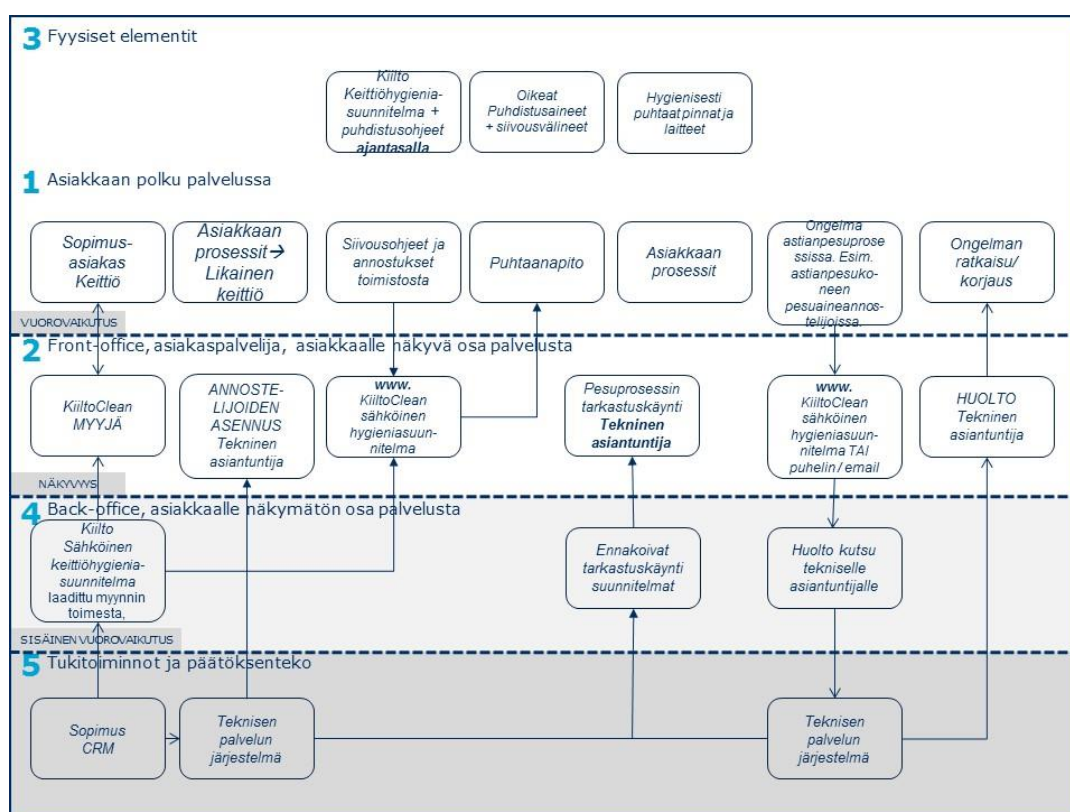 3 Fyysiset elementit
Kiilto
Keittiöhygienia-
suunnitelma +
puhdistusohjeet
ajantasalla
Oikeat
Puhdistusaineet
+ siivousvälineet
Hygienisesti
puhtaat pinnat ja
laitteet
1 Asiakkaan polku palvelussa
Sopimus-
asiakas
Keittiö
Asiakkaan
prosessit→
Likainen
keittiö
Siivousohjeet ja
annostukset
toimistosta
Puhtaanapito
Asiakkaan
prosessit
Ongelma
astianpesuprose
ssissa. Esim.
astianpesuko-
neen
pesuaineannos-
telijoissa.
Ongelman
ratkaisu/
korjaus
VUOROVAIKUTUS
2 Front-office, asiakaspalvelija, asiakkaalle näkyvä osa palvelusta
KiiltoClean
MYYJÄ
ANNOSTE-
LIJOIDEN
ASENNUS
Tekninen
asiantuntija
www.
KiiltoClean
sähköinen
hygieniasuun-
nitelma
Pesuprosessin
tarkastuskäynti
Tekninen
asiantuntija
www.
KiiltoClean
sähköinen
hygieniasuun-
nitelma TAI
puhelin / email
HUOLTO
Tekninen
asiantuntija
NÄKYVYYS
4 Back-office, asiakkaalle näkymätön osa palvelusta
Kiilto
Sähköinen
keittiöhygienia-
suunnitelma
laadittu myynnin
toimesta,
Ennakoivat
tarkastuskäynti
suunnitelmat
Huolto kutsu
tekniselle
asiantuntijalle
SISÄINEN VUOROVAIKUTUS
5 Tukitoiminnot ja päätöksenteko
Sopimus
CRM
Teknisen
palvelun
järjestelmä
Teknisen
palvelun
järjestelmä